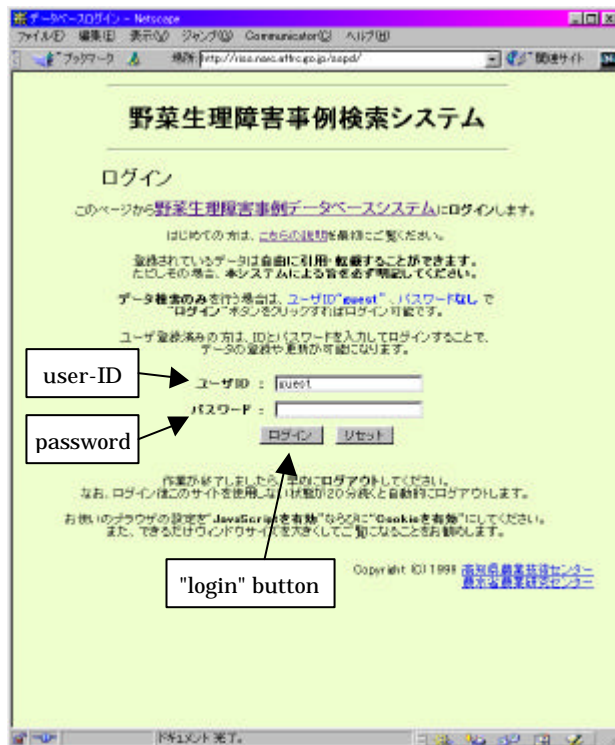 データベースログイン - Netscape
ファイル(F) 編集(E) 表示(V) ジャンプ(G) Communicator(C) ヘルプ(H)
ブックマーク 場所: 関連サイト
野菜生理障害事例検索システム
ログイン
このページから野菜生理障害事例データベースシステムにログインします。
はじめての方は、こちらの説明を最初にご覧ください。
登録されているデータは自由に引用・転載することができます。
ただしその場合、本システムによる旨を必ず明記してください。
データ検索のみを行う場合は、ユーザID"guest"、パスワードなし で
"ログイン"ボタンをクリックすればログイン可能です。
ユーザ登録済みの方は、IDとパスワードを入力してログインすることで、
データの登録や更新が可能になります。
user-ID
ユーザID : guest
password
パスワード :
ログイン リセット
作業が終了しましたら、早めにログアウトしてください。
なお、ログイン後このサイトを使用しない状態が20分続くと自動的にログアウトします。
お使いのブラウザの設定を"JavaScriptを有効"ならびに"Cookieを有効"にしてください。
また、できるだけウィンドウサイズを大きくしてご覧になることをお勧めします。
"login" button
Copyright (C) 1999 高知県農業技術センター
農水省農業研究センター
ドキュメント:完了。